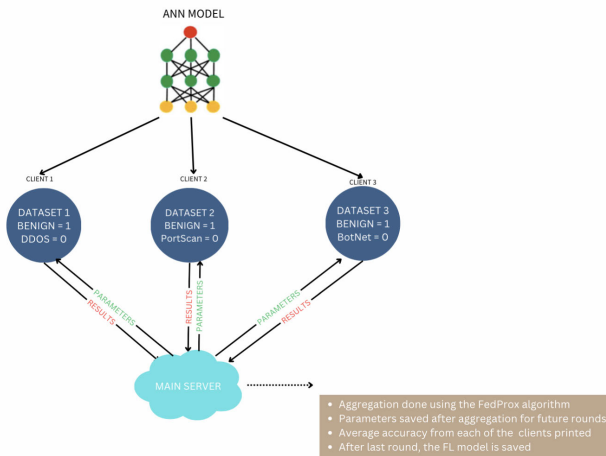 ANN MODEL
CLIENT 1
CLIENT 2
CLIENT 3
DATASET 1
BENIGN = 1
DDOS = 0
DATASET 2
BENIGN = 1
PortScan = 0
DATASET 3
BENIGN = 1
BotNet = 0
PARAMETERS
RESULTS
RESULTS
PARAMETERS
PARAMETERS
RESULTS
MAIN SERVER
• Aggregation done using the FedProx algorithm
• Parameters saved after aggregation for future rounds
• Average accuracy from each of the clients printed
• After last round, the FL model is saved